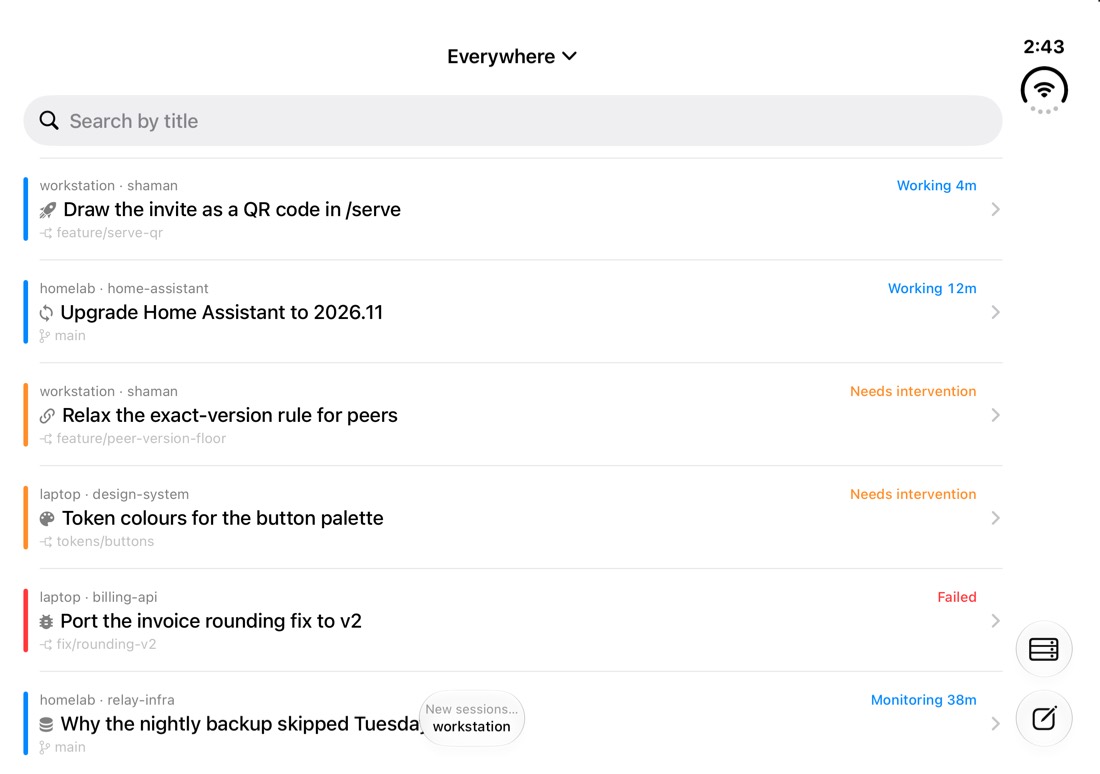 2:43
Everywhere
Search by title
workstation · shaman
Working 4m
Draw the invite as a QR code in /serve
feature/serve-qr
homelab · home-assistant
Working 12m
Upgrade Home Assistant to 2026.11
main
workstation · shaman
Needs intervention
Relax the exact-version rule for peers
feature/peer-version-floor
laptop · design-system
Needs intervention
Token colours for the button palette
tokens/buttons
laptop · billing-api
Failed
Port the invoice rounding fix to v2
fix/rounding-v2
homelab · relay-infra
Monitoring 38m
Why the nightly backup skipped Tuesday
main
New sessions...
workstation